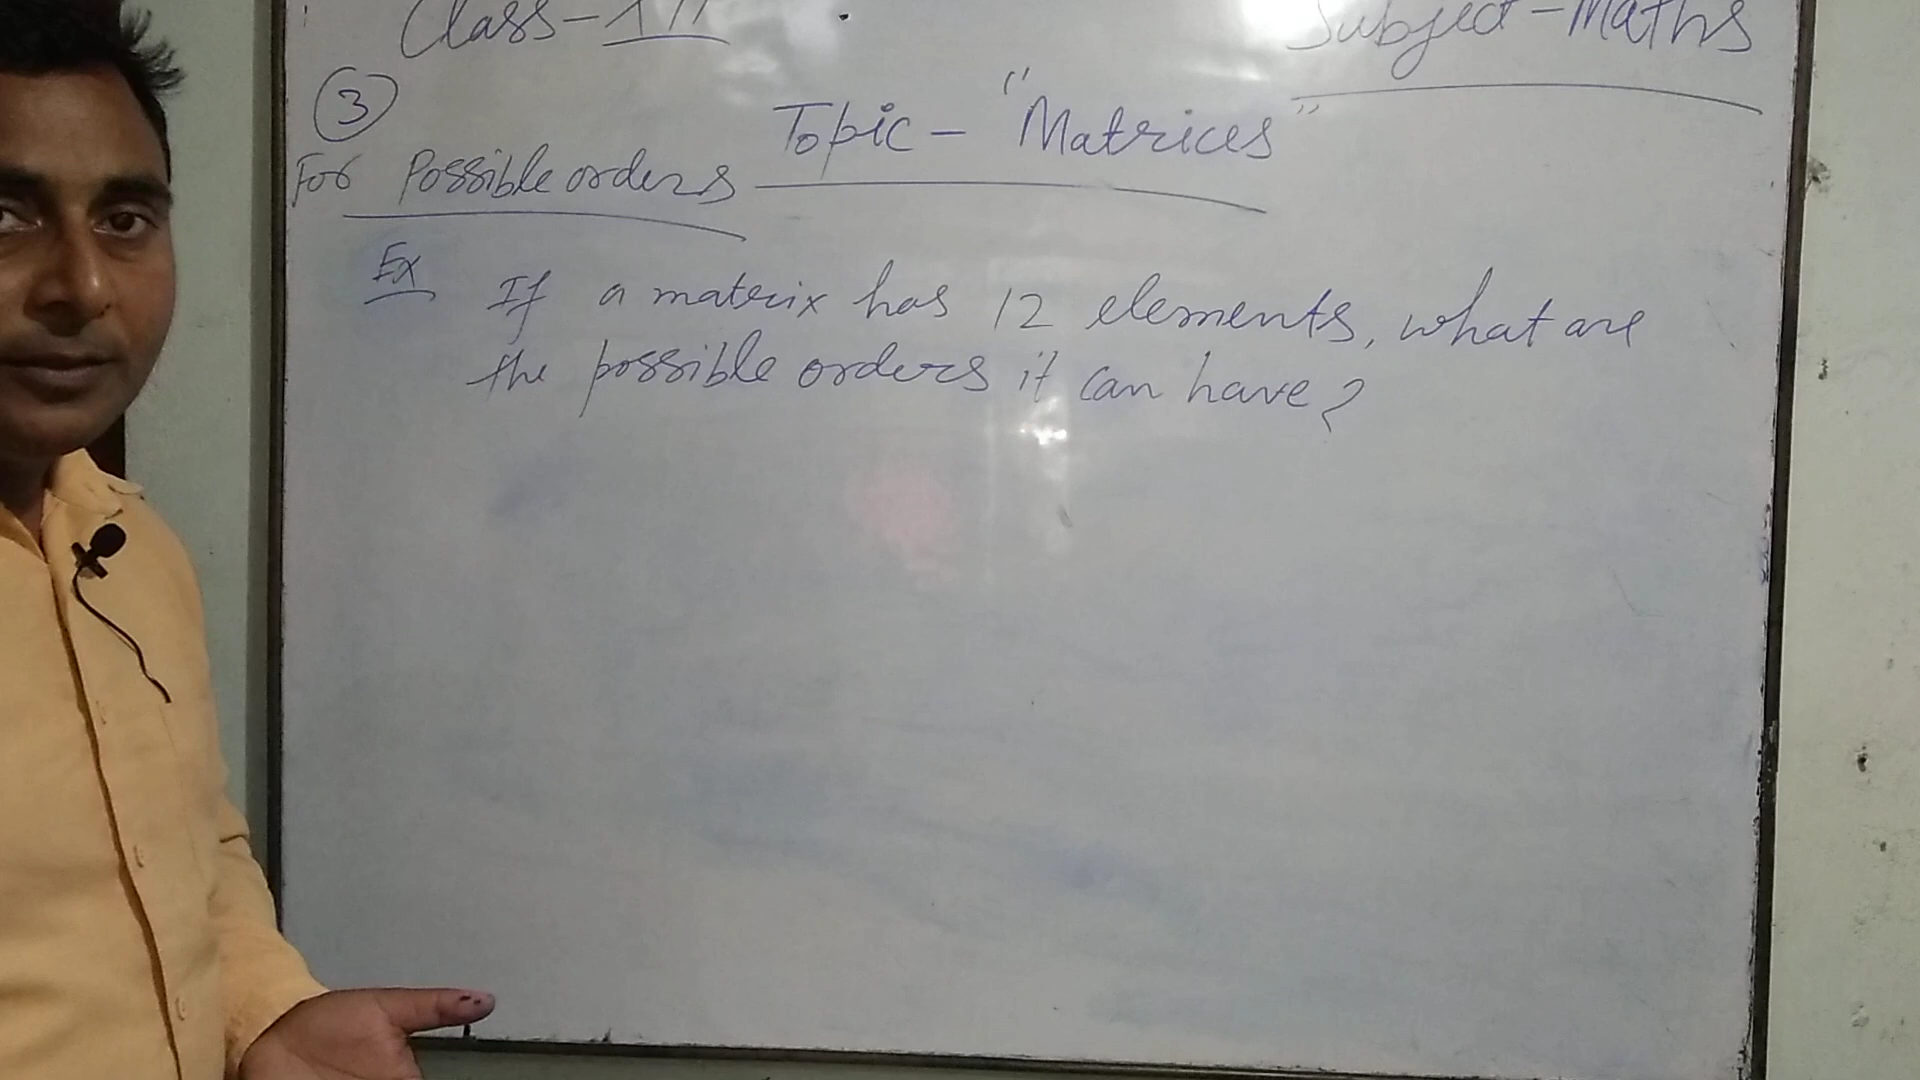 Class - XII
Subject - Maths
③
Topic - "Matrices"
For Possible orders
Ex If a matrix has 12 elements, what are
the possible orders it can have?